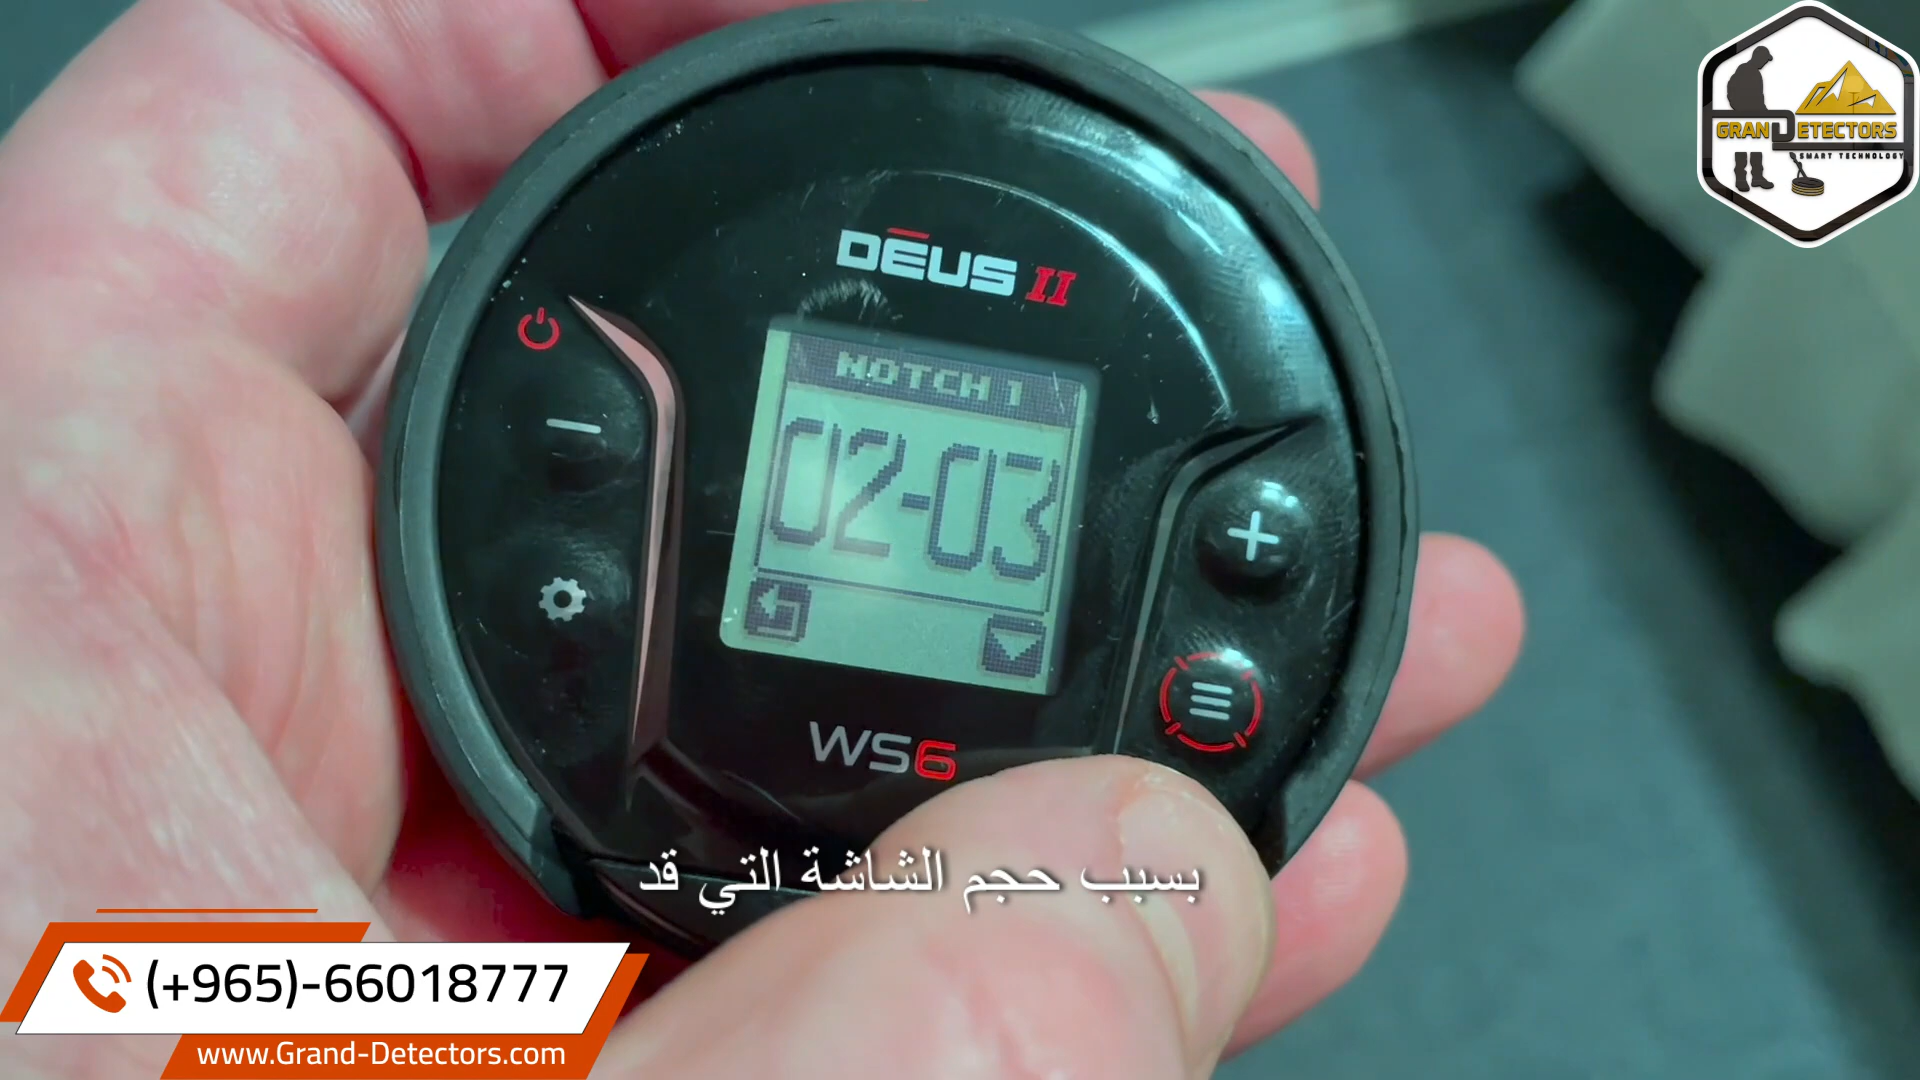 GRAN DETECTORS
SMART TECHNOLOGY
DEUS II
NOTCH 1
02-03
WS6
بسبب حجم الشاشة التي قد
(+965)-66018777
www.Grand-Detectors.com